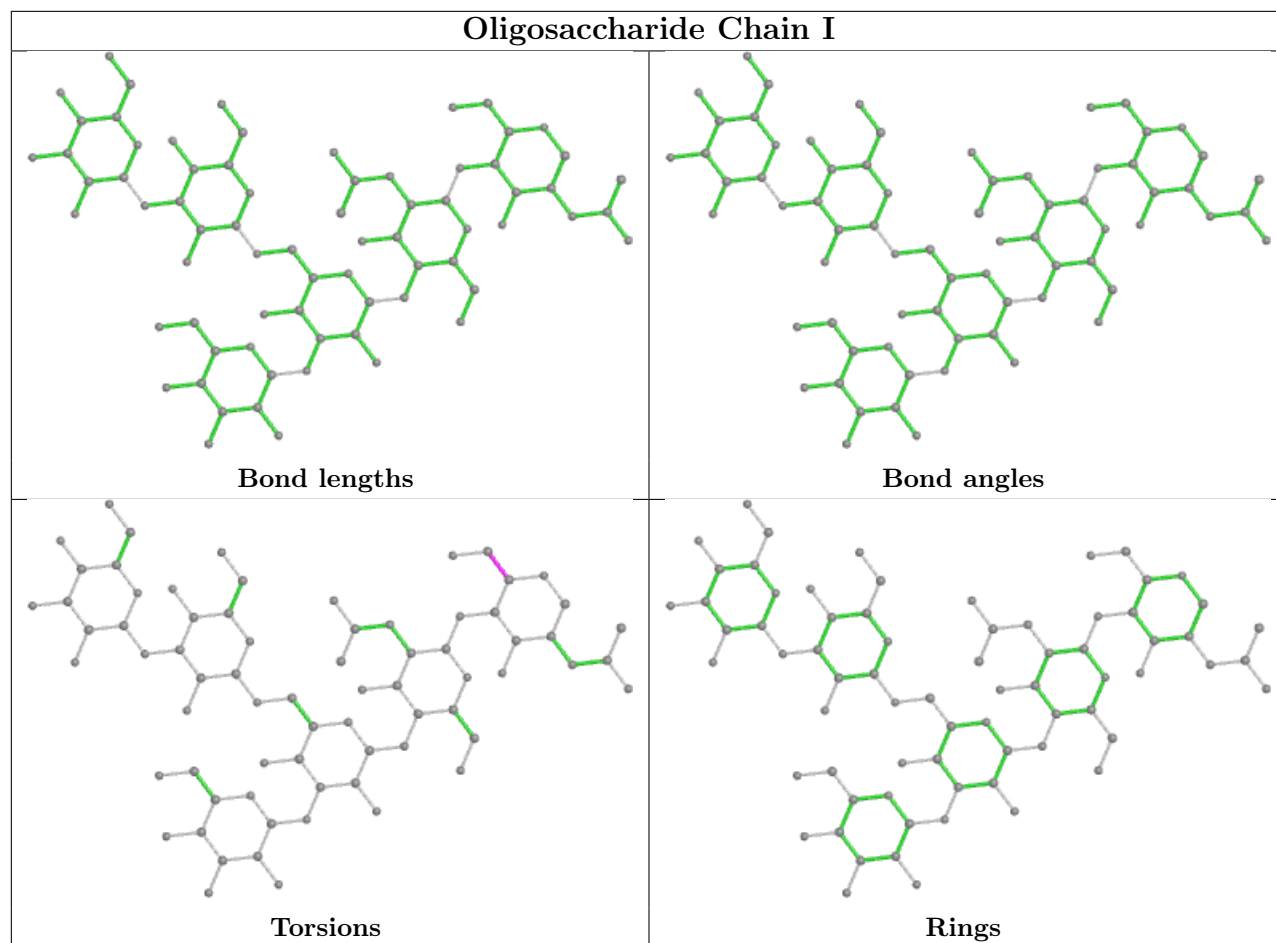 Oligosaccharide Chain I
Bond lengths
Bond angles
Torsions
Rings